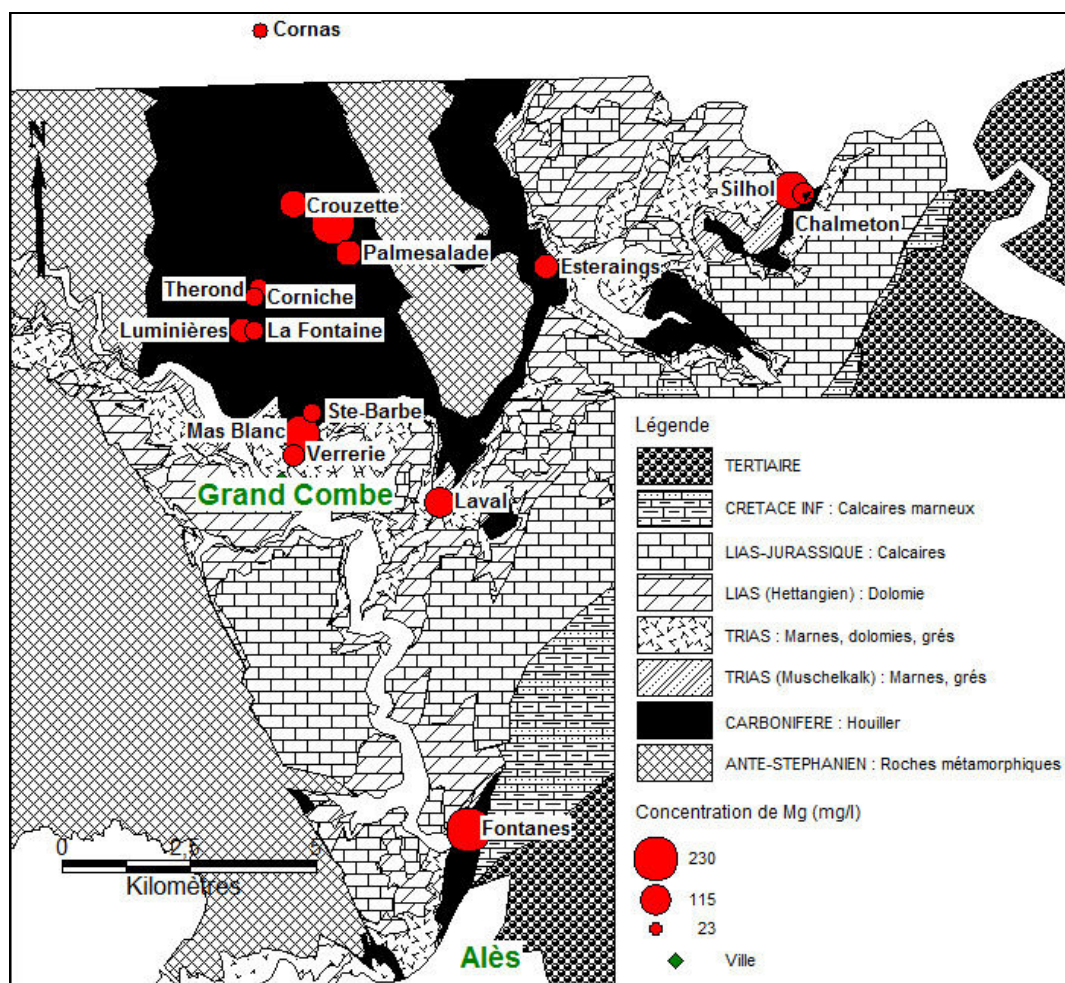 Cornas
N
Crouzette
Palmesalade
Therond
Corniche
Luminières
La Fontaine
Silhol
Chalmeton
Esteraings
Ste-Barbe
Mas Blanc
Verrerie
Grand Combe
Laval
Fontanes
Alès
0 2,5 5
Kilomètres
Légende
TERTIAIRE
CRETACE INF : Calcaires marneux
LIAS-JURASSIQUE : Calcaires
LIAS (Hettangien) : Dolomie
TRIAS : Marnes, dolomies, grés
TRIAS (Muschelkalk) : Marnes, grés
CARBONIFERE : Houiller
ANTE-STEPHANIEN : Roches métamorphiques
Concentration de Mg (mg/l)
230
115
23
Ville